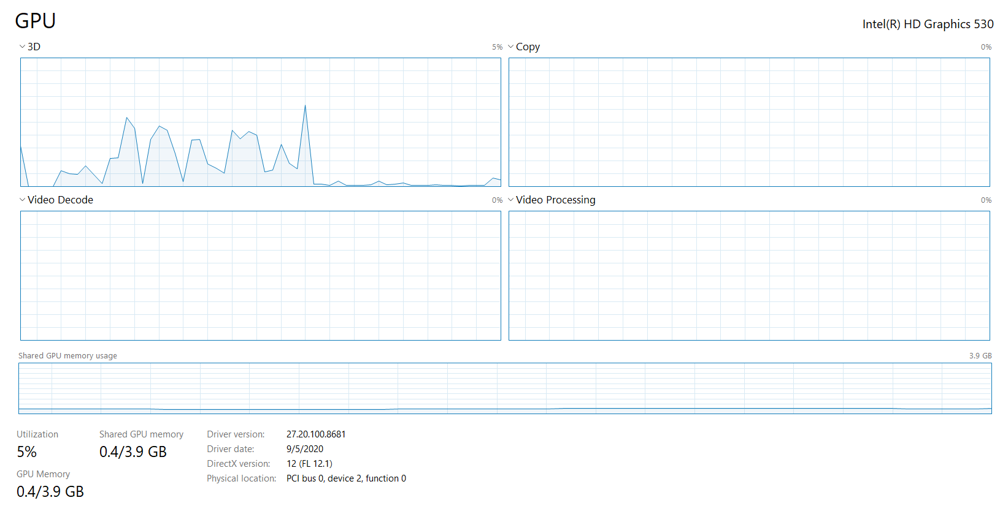 GPU
Intel(R) HD Graphics 530
3D 5%
Copy 0%
Video Decode 0%
Video Processing 0%
Shared GPU memory usage 3.9 GB
Utilization
5%
Shared GPU memory
0.4/3.9 GB
GPU Memory
0.4/3.9 GB
Driver version: 27.20.100.8681
Driver date: 9/5/2020
DirectX version: 12 (FL 12.1)
Physical location: PCI bus 0, device 2, function 0